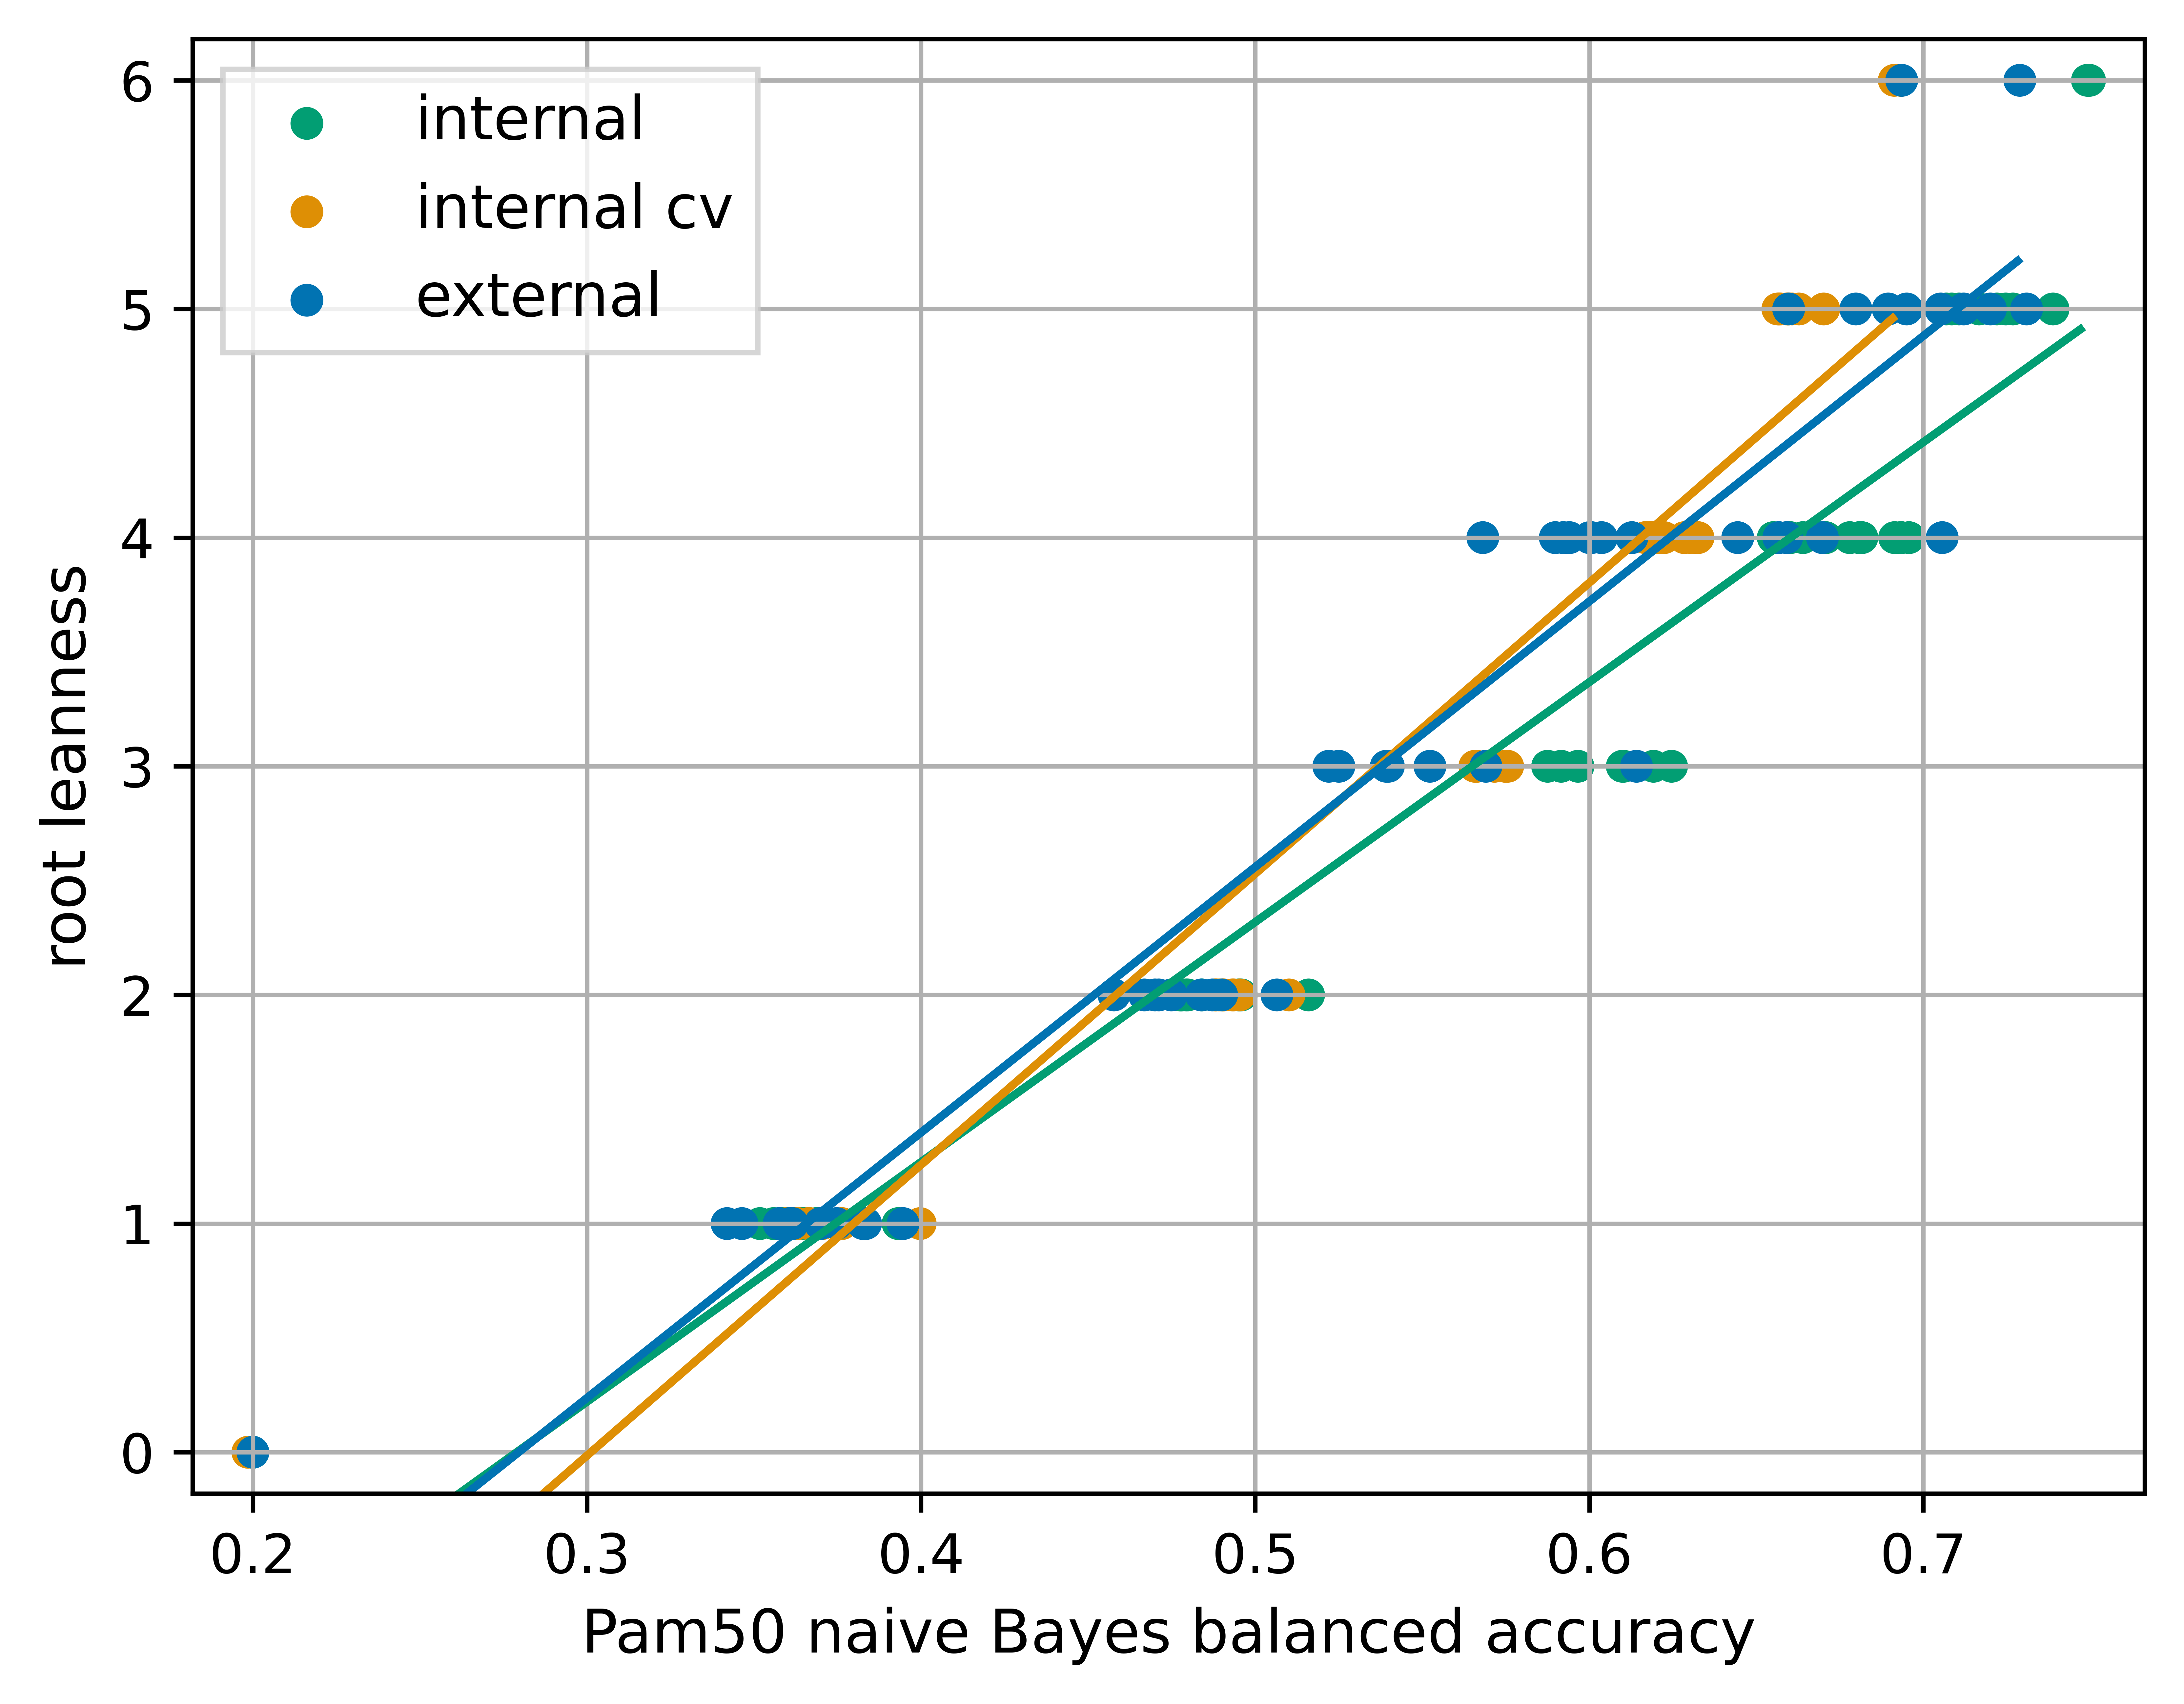 internal
internal cv
external
6
5
4
3
2
1
0
root leanness
0.2 0.3 0.4 0.5 0.6 0.7
Pam50 naive Bayes balanced accuracy